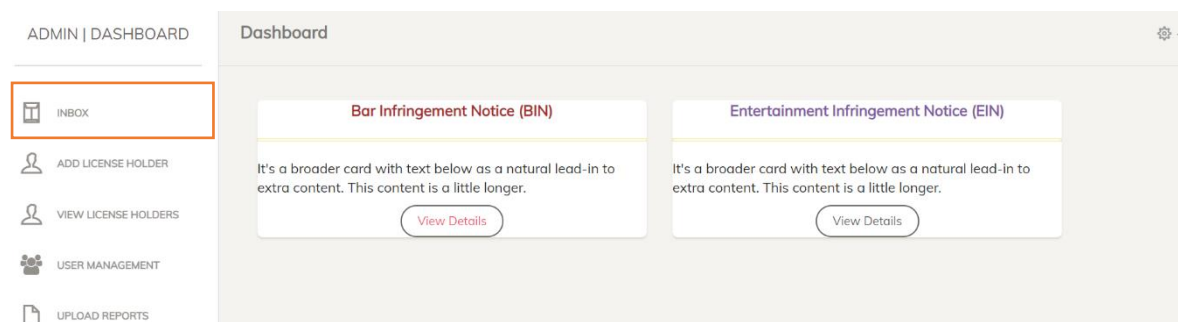 ADMIN | DASHBOARD
Dashboard
INBOX
ADD LICENSE HOLDER
VIEW LICENSE HOLDERS
USER MANAGEMENT
UPLOAD REPORTS
Bar Infringement Notice (BIN)
It's a broader card with text below as a natural lead-in to
extra content. This content is a little longer.
View Details
Entertainment Infringement Notice (EIN)
It's a broader card with text below as a natural lead-in to
extra content. This content is a little longer.
View Details